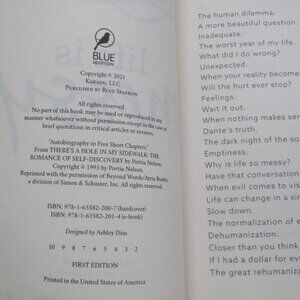 BLUE
sparrow
Copyright © 2021
KAKADU, LLC
PUBLISHED BY BLUE SPARROW
All rights reserved.
No part of this book may be used or reproduced in any
manner whatsoever without permission except in the case of
brief quotations in critical articles or reviews.
"Autobiography in Five Short Chapters"
From THERE'S A HOLE IN MY SIDEWALK: THE
ROMANCE OF SELF-DISCOVERY by Portia Nelson.
Copyright © 1993 by Portia Nelson.
Reprinted with the permission of Beyond Words/Atria Books,
a division of Simon & Schuster, Inc. All rights reserved.
ISBN: 978-1-63582-200-7 (hardcover)
ISBN: 978-1-63582-201-4 (e-book)
Designed by Ashley Dias
10 9 8 7 6 5 4 3 2
FIRST EDITION
Printed in the United States of America
The human dilemma.
A more beautiful question.
Inadequate.
The worst year of my life.
What did I do wrong?
Unexpected.
When your reality become
Will the hurt ever stop?
Feelings.
Wait it out.
When nothing makes sen
Dante's truth.
The dark night of the so
Emptiness.
Why is life so messy?
Have that conversation
When evil comes to visi
Life can change in a sin
Slow down.
The normalization of e
Dehumanization.
Closer than you think
If I had a dollar for eve
The great rehumaniza